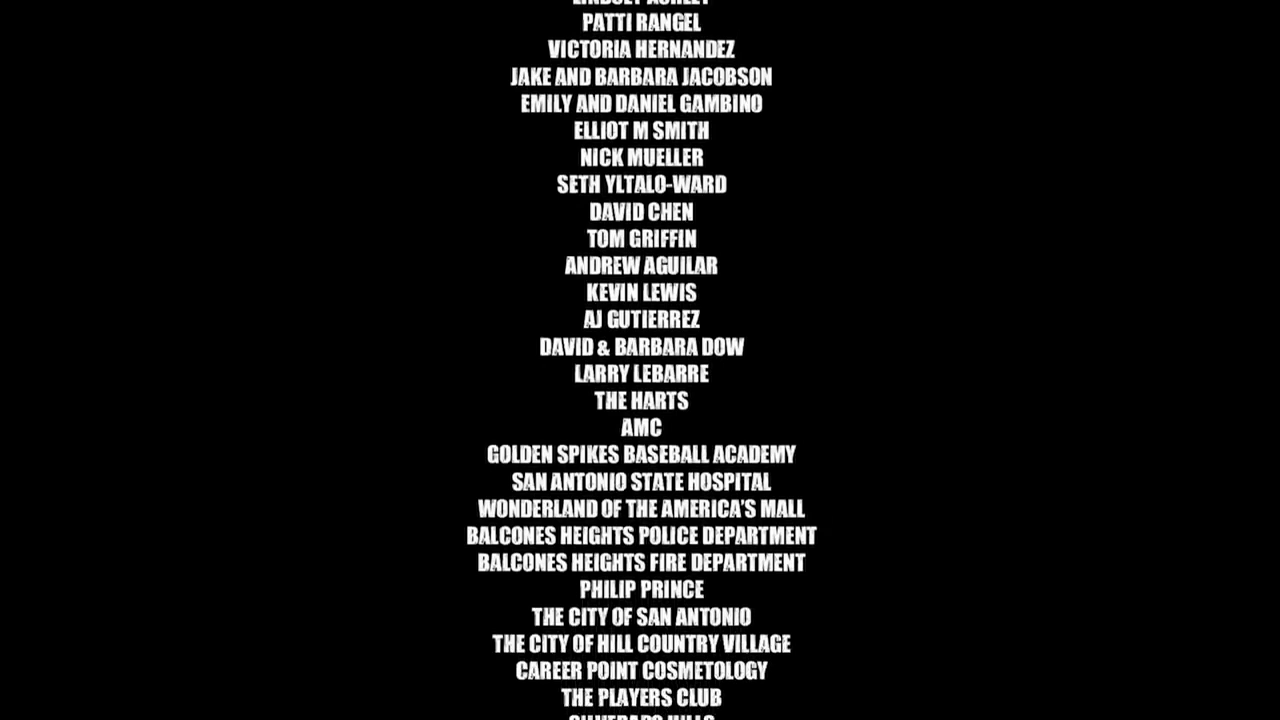 PATTI RANGEL
VICTORIA HERNANDEZ
JAKE AND BARBARA JACOBSON
EMILY AND DANIEL GAMBINO
ELLIOT M SMITH
NICK MUELLER
SETH YLTALO-WARD
DAVID CHEN
TOM GRIFFIN
ANDREW AGUILAR
KEVIN LEWIS
AJ GUTIERREZ
DAVID & BARBARA DOW
LARRY LEBARRE
THE HARTS
AMC
GOLDEN SPIKES BASEBALL ACADEMY
SAN ANTONIO STATE HOSPITAL
WONDERLAND OF THE AMERICA'S MALL
BALCONES HEIGHTS POLICE DEPARTMENT
BALCONES HEIGHTS FIRE DEPARTMENT
PHILIP PRINCE
THE CITY OF SAN ANTONIO
THE CITY OF HILL COUNTRY VILLAGE
CAREER POINT COSMETOLOGY
THE PLAYERS CLUB